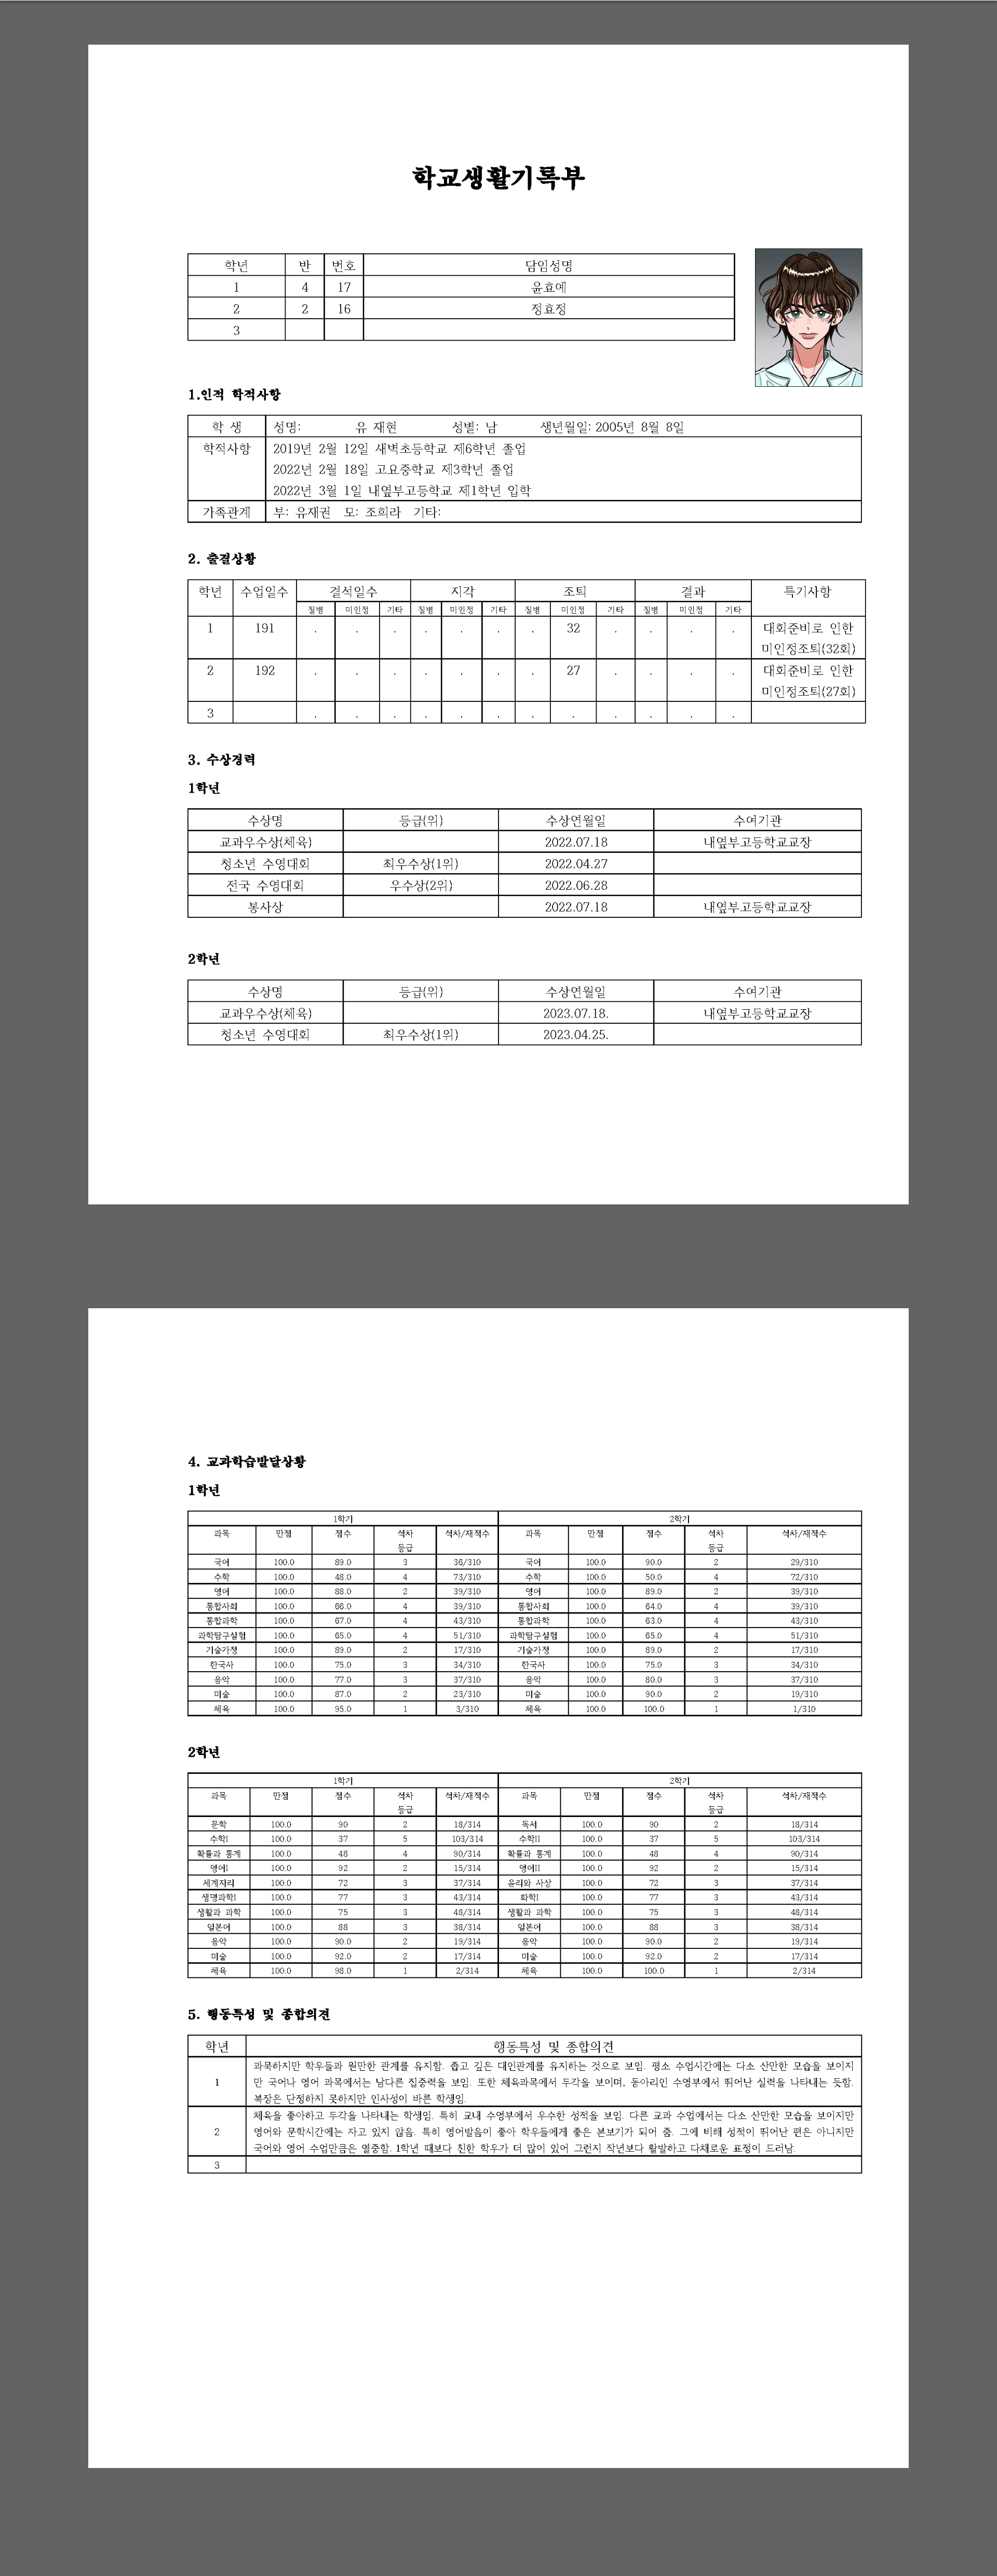 학교생활기록부
학년 반 번호 담임성명
1 4 17 윤효예
2 2 16 정효정
3
1.인적 학적사항
학 생 성명: 유 재현 성별: 남 생년월일: 2005년 8월 8일
학적사항 2019년 2월 12일 새벽초등학교 제6학년 졸업
2022년 2월 18일 고요중학교 제3학년 졸업
2022년 3월 1일 내옆부고등학교 제1학년 입학
가족관계 부: 유재권 모: 조희라 기타:
2. 출결상황
학년 수업일수 결석일수 지각 조퇴 결과 특기사항
질병 미인정 기타 질병 미인정 기타 질병 미인정 기타 질병 미인정 기타
1 191 . . . . . . . 32 . . . . 대회준비로 인한
미인정조퇴(32회)
2 192 . . . . . . . 27 . . . . 대회준비로 인한
미인정조퇴(27회)
3 . . . . . . . . . . . .
3. 수상경력
1학년
수상명 등급(위) 수상연월일 수여기관
교과우수상(체육) 2022.07.18 내옆부고등학교교장
청소년 수영대회 최우수상(1위) 2022.04.27
전국 수영대회 우수상(2위) 2022.06.28
봉사상 2022.07.18 내옆부고등학교교장
2학년
수상명 등급(위) 수상연월일 수여기관
교과우수상(체육) 2023.07.18. 내옆부고등학교교장
청소년 수영대회 최우수상(1위) 2023.04.25.
4. 교과학습발달상황
1학년
1학기 2학기
과목 만점 점수 석차 석차/재적수 과목 만점 점수 석차 석차/재적수
등급 등급
국어 100.0 89.0 3 36/310 국어 100.0 90.0 2 29/310
수학 100.0 48.0 4 73/310 수학 100.0 50.0 4 72/310
영어 100.0 88.0 2 39/310 영어 100.0 89.0 2 39/310
통합사회 100.0 66.0 4 39/310 통합사회 100.0 64.0 4 39/310
통합과학 100.0 67.0 4 43/310 통합과학 100.0 63.0 4 43/310
과학탐구실험 100.0 65.0 4 51/310 과학탐구실험 100.0 65.0 4 51/310
기술가정 100.0 89.0 2 17/310 기술가정 100.0 89.0 2 17/310
한국사 100.0 75.0 3 34/310 한국사 100.0 75.0 3 34/310
음악 100.0 77.0 3 37/310 음악 100.0 80.0 3 37/310
미술 100.0 87.0 2 23/310 미술 100.0 90.0 2 19/310
체육 100.0 95.0 1 3/310 체육 100.0 100.0 1 1/310
2학년
1학기 2학기
과목 만점 점수 석차 석차/재적수 과목 만점 점수 석차 석차/재적수
등급 등급
문학 100.0 90 2 18/314 독서 100.0 90 2 18/314
수학I 100.0 37 5 103/314 수학II 100.0 37 5 103/314
확률과 통계 100.0 48 4 90/314 확률과 통계 100.0 48 4 90/314
영어I 100.0 92 2 15/314 영어II 100.0 92 2 15/314
세계지리 100.0 72 3 37/314 윤리와 사상 100.0 72 3 37/314
생명과학I 100.0 77 3 43/314 화학I 100.0 77 3 43/314
생활과 과학 100.0 75 3 48/314 생활과 과학 100.0 75 3 48/314
일본어 100.0 88 3 38/314 일본어 100.0 88 3 38/314
음악 100.0 90.0 2 19/314 음악 100.0 90.0 2 19/314
미술 100.0 92.0 2 17/314 미술 100.0 92.0 2 17/314
체육 100.0 98.0 1 2/314 체육 100.0 100.0 1 2/314
5. 행동특성 및 종합의견
학년 행동특성 및 종합의견
과묵하지만 학우들과 원만한 관계를 유지함. 좁고 깊은 대인관계를 유지하는 것으로 보임. 평소 수업시간에는 다소 산만한 모습을 보이지
1 만 국어나 영어 과목에서는 남다른 집중력을 보임. 또한 체육과목에서 두각을 보이며, 동아리인 수영부에서 뛰어난 실력을 나타내는 듯함.
복장은 단정하지 못하지만 인사성이 바른 학생임.
체육을 좋아하고 두각을 나타내는 학생임. 특히 교내 수영부에서 우수한 성적을 보임. 다른 교과 수업에서는 다소 산만한 모습을 보이지만
2 영어와 문학시간에는 자고 있지 않음. 특히 영어발음이 좋아 학우들에게 좋은 본보기가 되어 줌. 그에 비해 성적이 뛰어난 편은 아니지만
국어와 영어 수업만큼은 열중함. 1학년 때보다 친한 학우가 더 많이 있어 그런지 작년보다 활발하고 다채로운 표정이 드러남.
3